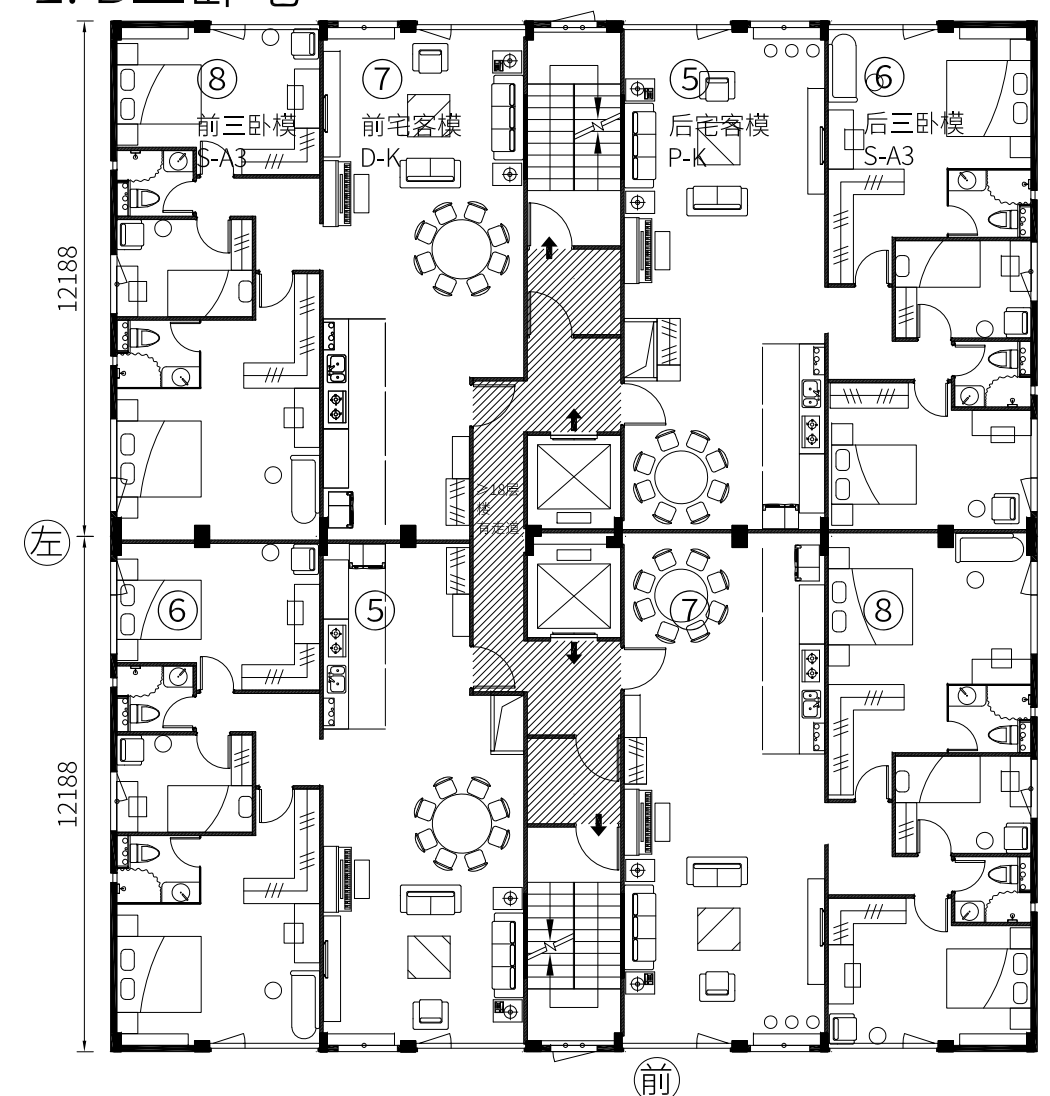 ⑧
前三卧模
S-A3
⑦
前宅客模
D-K
⑤
后宅客模
P-K
⑥
后三卧模
S-A3
12188
≥18层
楼
有走道
左
⑥
⑤
⑦
⑧
12188
前